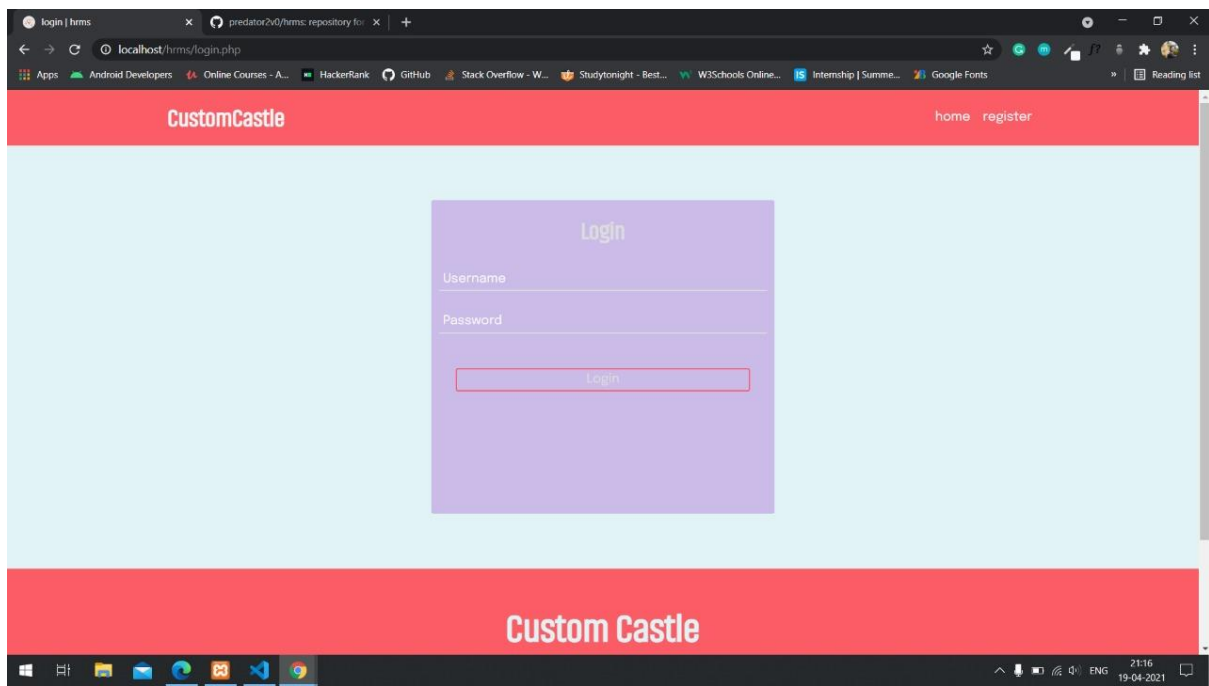 login | hrms
predator2v0/hrms: repository for
localhost/hrms/login.php
Apps Android Developers Online Courses - A... HackerRank GitHub Stack Overflow - W... Studytonight - Best... W3Schools Online... IS Internship | Summe... Google Fonts » Reading list
CustomCastle
home register
Login
Username
Password
Login
Custom Castle
ENG
21:16
19-04-2021